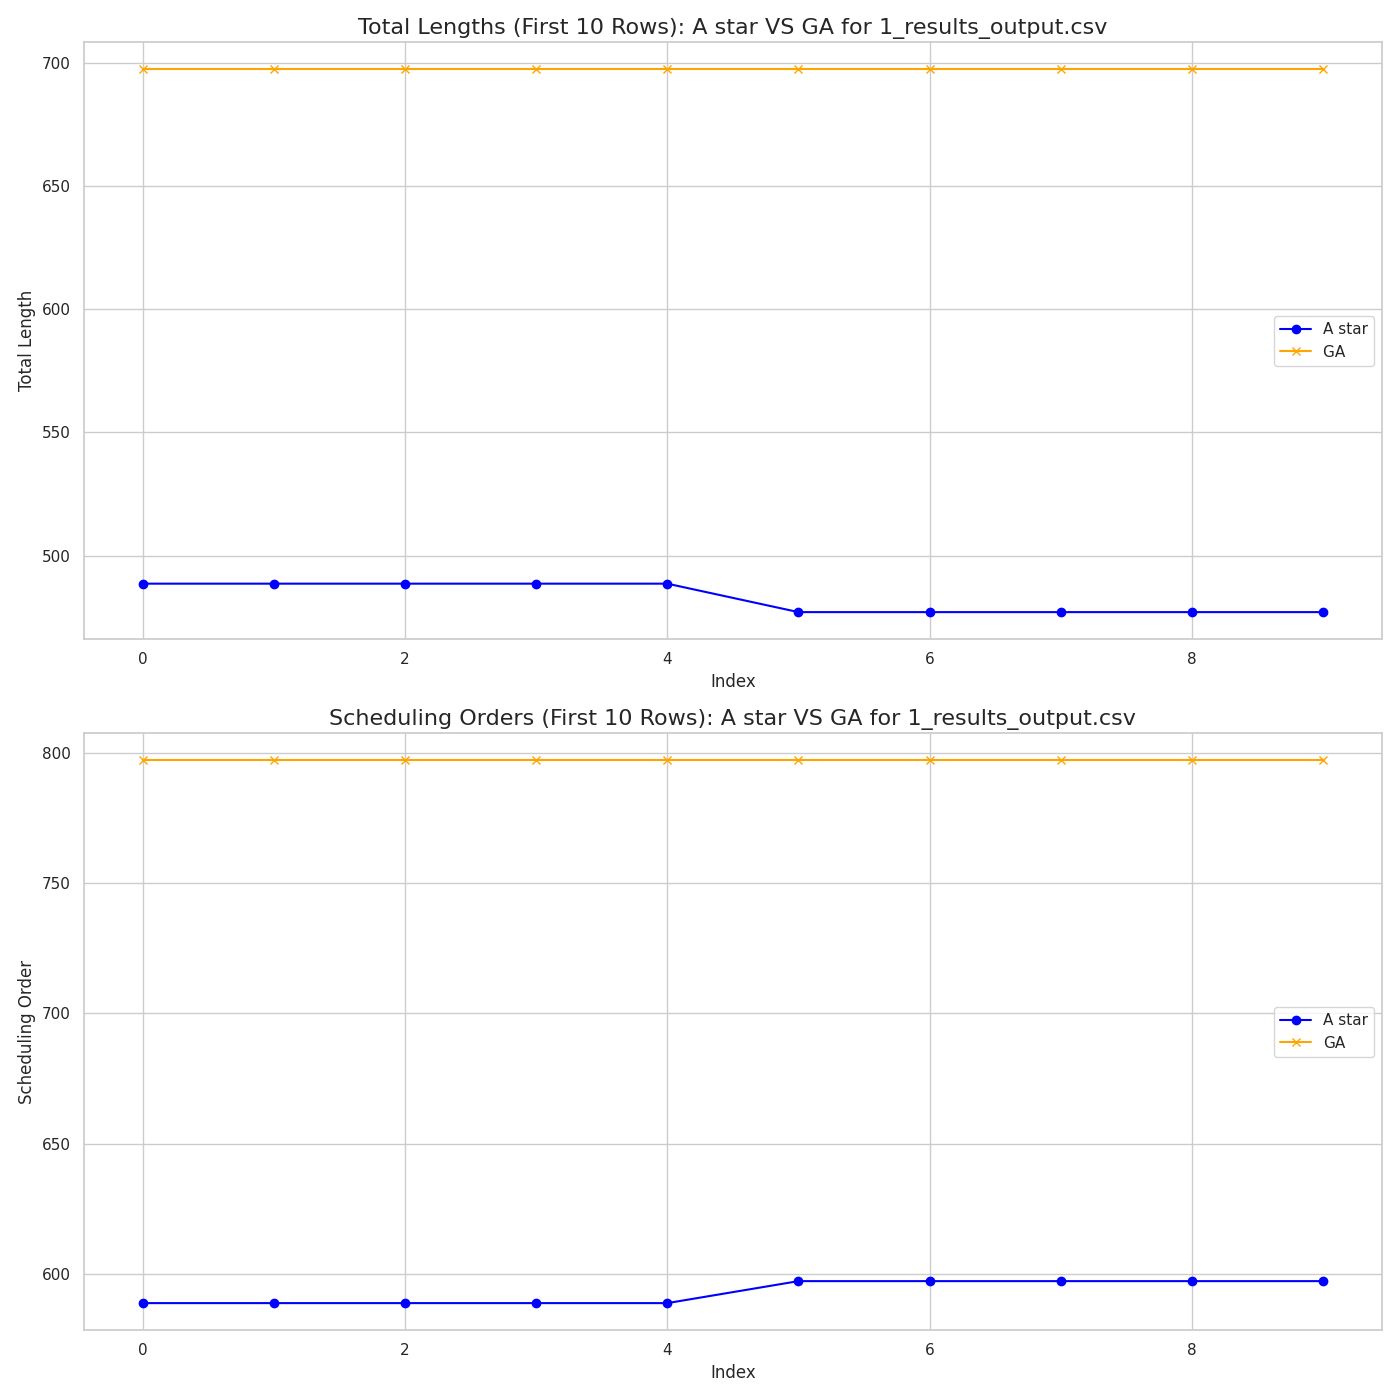 Total Lengths (First 10 Rows): A star VS GA for 1_results_output.csv
700
650
600
550
500
Total Length
A star
GA
0 2 4 6 8
Index
Scheduling Orders (First 10 Rows): A star VS GA for 1_results_output.csv
800
750
700
650
600
Scheduling Order
A star
GA
0 2 4 6 8
Index